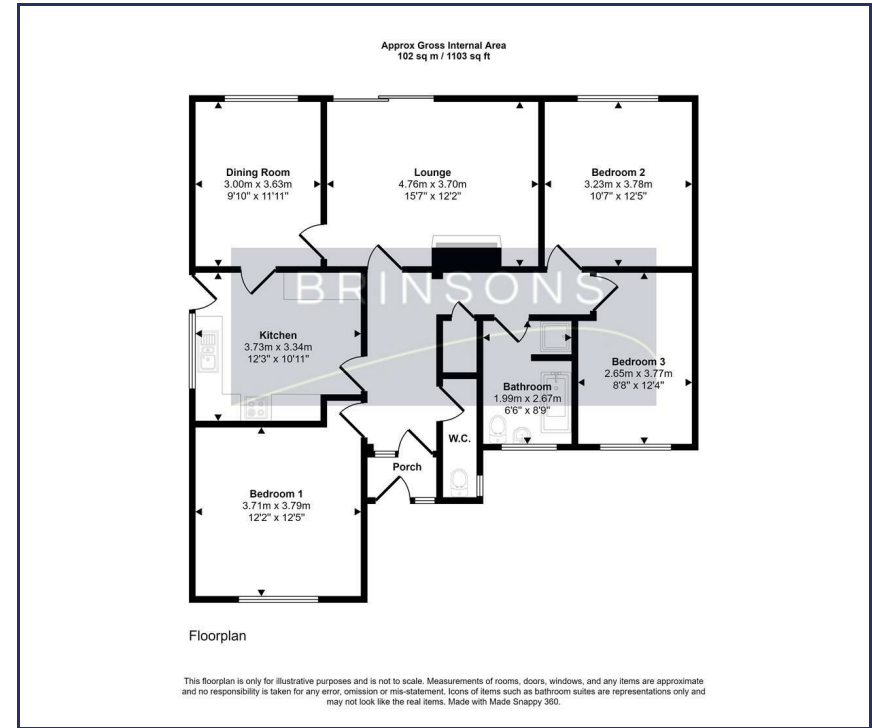 Approx Gross Internal Area
102 sq m / 1103 sq ft
Dining Room
3.00m x 3.63m
9'10" x 11'11"
Lounge
4.76m x 3.70m
15'7" x 12'2"
Bedroom 2
3.23m x 3.78m
10'7" x 12'5"
BRINSONS
Kitchen
3.73m x 3.34m
12'3" x 10'11"
Bedroom 3
2.65m x 3.77m
8'8" x 12'4"
Bathroom
1.99m x 2.67m
6'6" x 8'9"
W.C.
Porch
Bedroom 1
3.71m x 3.79m
12'2" x 12'5"
Floorplan
This floorplan is only for illustrative purposes and is not to scale. Measurements of rooms, doors, windows, and any items are approximate
and no responsibility is taken for any error, omission or mis-statement. Icons of items such as bathroom suites are representations only and
may not look like the real items. Made with Made Snappy 360.